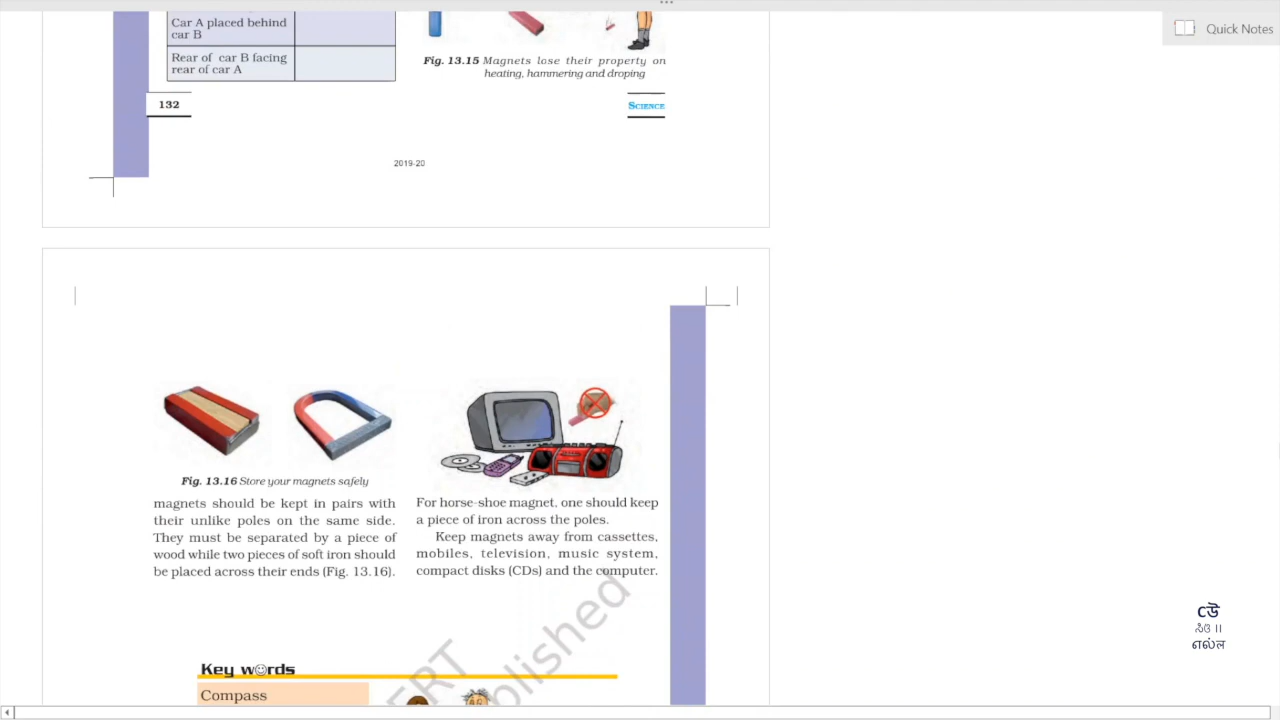 Quick Notes
Car A placed behind
car B
Rear of car B facing
rear of car A
Fig. 13.15 Magnets lose their property on
heating, hammering and droping
132
SCIENCE
2019-20
Fig. 13.16 Store your magnets safely
magnets should be kept in pairs with
their unlike poles on the same side.
They must be separated by a piece of
wood while two pieces of soft iron should
be placed across their ends (Fig. 13.16).
For horse-shoe magnet, one should keep
a piece of iron across the poles.
Keep magnets away from cassettes,
mobiles, television, music system,
compact disks (CDs) and the computer.
Key words
Compass